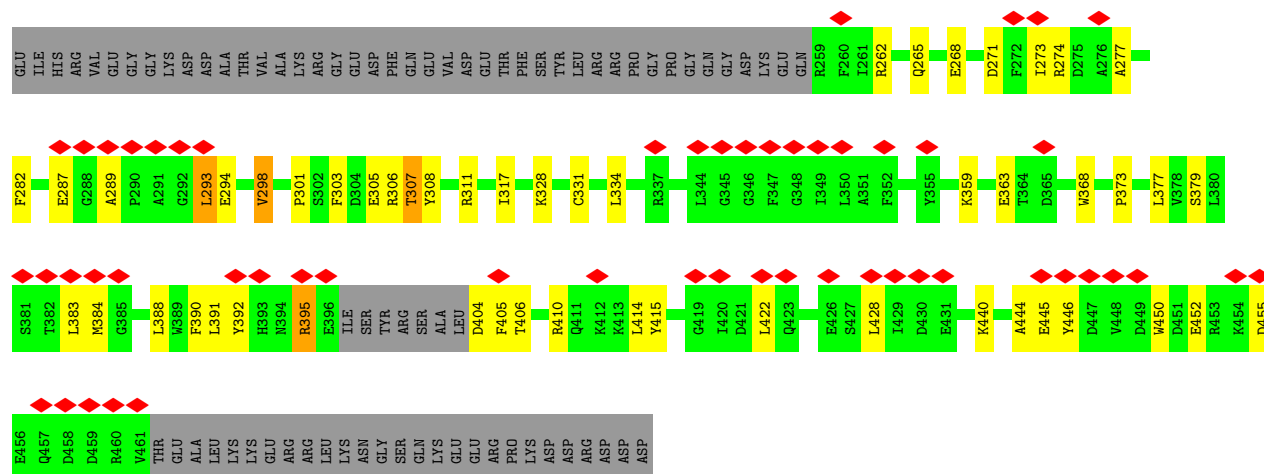 GLU ILE HIS ARG VAL GLU GLY GLY LYS ASP ASP ALA THR VAL ALA LYS ARG GLY GLU ASP PHE GLN GLU VAL ASP GLU THR PHE SER TYR LEU ARG ARG PRO GLY PRO GLY GLN GLY ASP LYS GLU GLN R259 F260 I261 R262 Q265 E268 D271 F272 I273 R274 D275 A276 A277
F282 E287 G288 A289 P290 A291 G292 L293 E294 V298 P301 S302 F303 D304 E305 R306 T307 Y308 R311 I317 K328 C331 L334 R337 L344 G345 G346 F347 G348 I349 L350 A351 F352 Y355 K359 E363 T364 D365 W368 P373 L377 V378 S379 L380
S381 T382 L383 M384 G385 L388 W389 F390 L391 Y392 H393 N394 R395 E396 ILE SER TYR ARG SER ALA LEU D404 F405 T406 R410 Q411 K412 K413 L414 Y415 G419 I420 D421 L422 Q423 E426 S427 L428 I429 D430 E431 K440 A444 E445 Y446 D447 V448 D449 W450 D451 E452 R453 K454 D455
E456 Q457 D458 D459 R460 V461 THR GLU ALA LEU LYS LYS GLU ARG ARG LEU LYS ASN GLY SER GLN LYS GLU GLU ARG PRO LYS ASP ASP ARG ASP ASP ASP